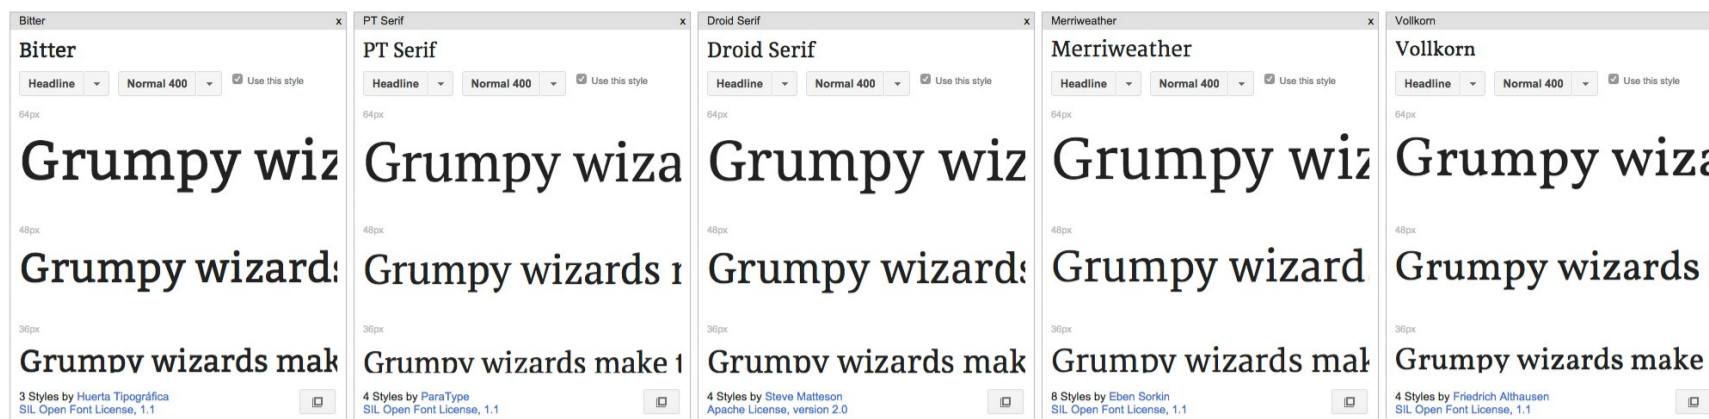 Bitter x
Bitter
Headline Normal 400 Use this style
64px
Grumpy wiz
48px
Grumpy wizards
36px
Grumpy wizards mak
3 Styles by Huerta Tipográfica
SIL Open Font License, 1.1
PT Serif x
PT Serif
Headline Normal 400 Use this style
64px
Grumpy wiza
48px
Grumpy wizards r
36px
Grumpy wizards make t
4 Styles by ParaType
SIL Open Font License, 1.1
Droid Serif x
Droid Serif
Headline Normal 400 Use this style
64px
Grumpy wiz
48px
Grumpy wizards
36px
Grumpy wizards mak
4 Styles by Steve Matteson
Apache License, version 2.0
Merriweather x
Merriweather
Headline Normal 400 Use this style
64px
Grumpy wiz
48px
Grumpy wizard
36px
Grumpy wizards mak
8 Styles by Eben Sorkin
SIL Open Font License, 1.1
Vollkorn
Vollkorn
Headline Normal 400 Use this style
64px
Grumpy wiza
48px
Grumpy wizards
36px
Grumpy wizards make
4 Styles by Friedrich Althausen
SIL Open Font License, 1.1